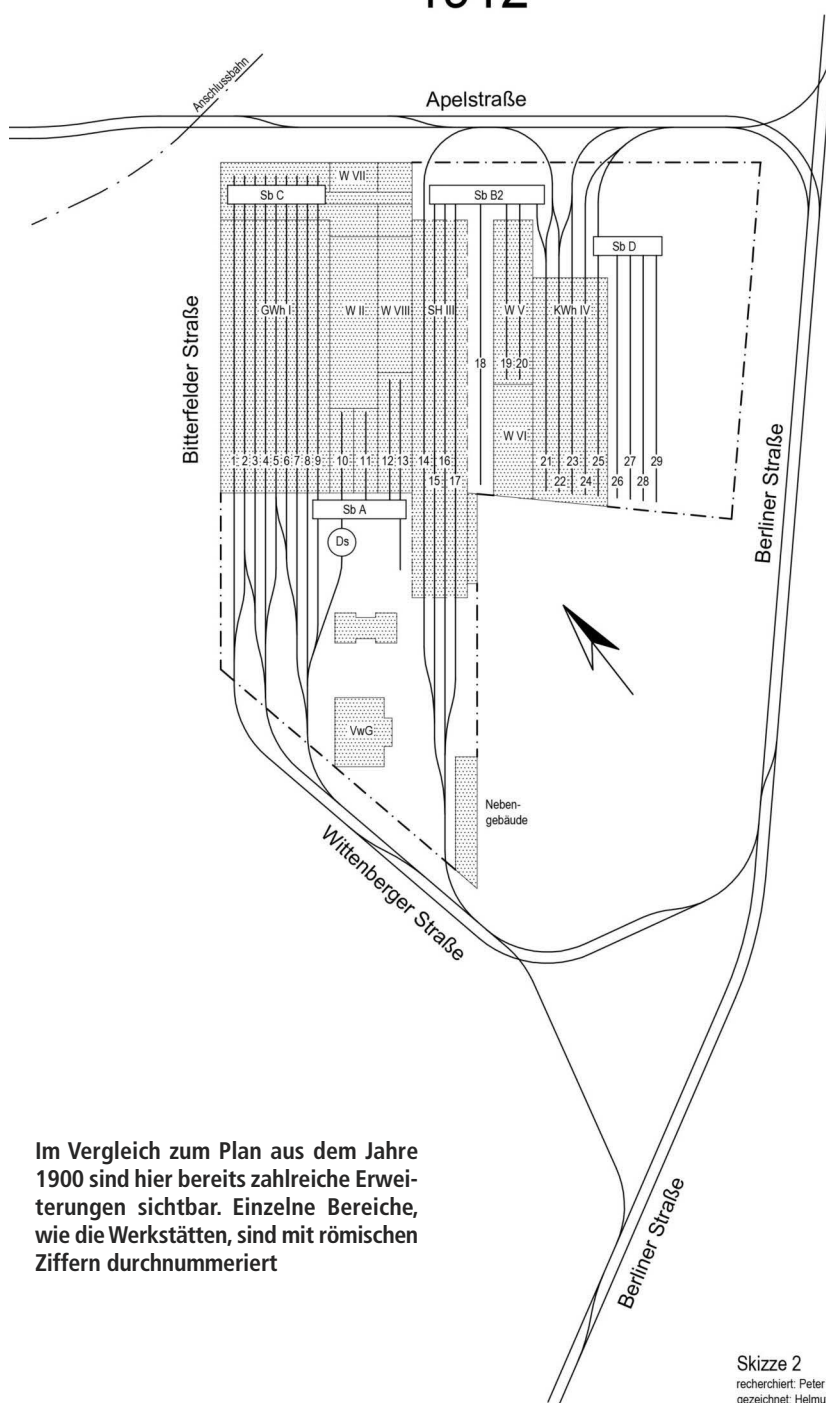 Anschlussbahn
Apelstraße
W VII
Sb C
Sb B2
Sb D
Bitterfelder Straße
GWh I
W II
W VIII
SH III
W V
KWh IV
18
19 20
W VI
1 2 3 4 5 6 7 8 9 10 11 12 13 14 16 21 23 25 27 29
15 17 22 24 26 28
Berliner Straße
Sb A
Ds
VwG
Neben-
gebäude
Wittenberger Straße
Im Vergleich zum Plan aus dem Jahre
1900 sind hier bereits zahlreiche Erwei-
terungen sichtbar. Einzelne Bereiche,
wie die Werkstätten, sind mit römischen
Ziffern durchnummeriert
Berliner Straße
Skizze 2
recherchiert: Peter
gezeichnet: Helmu